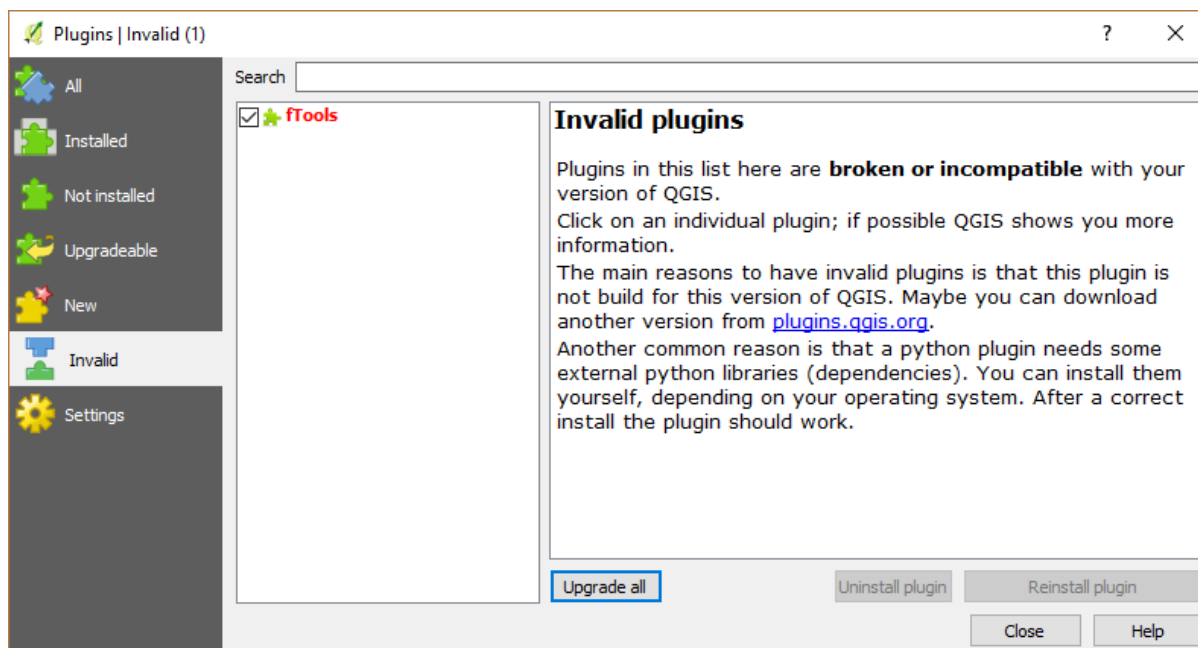 Plugins | Invalid (1)
?
All
Installed
Not installed
Upgradeable
New
Invalid
Settings
Search
fTools
Invalid plugins
Plugins in this list here are broken or incompatible with your
version of QGIS.
Click on an individual plugin; if possible QGIS shows you more
information.
The main reasons to have invalid plugins is that this plugin is
not build for this version of QGIS. Maybe you can download
another version from plugins.qgis.org.
Another common reason is that a python plugin needs some
external python libraries (dependencies). You can install them
yourself, depending on your operating system. After a correct
install the plugin should work.
Upgrade all
Uninstall plugin
Reinstall plugin
Close
Help